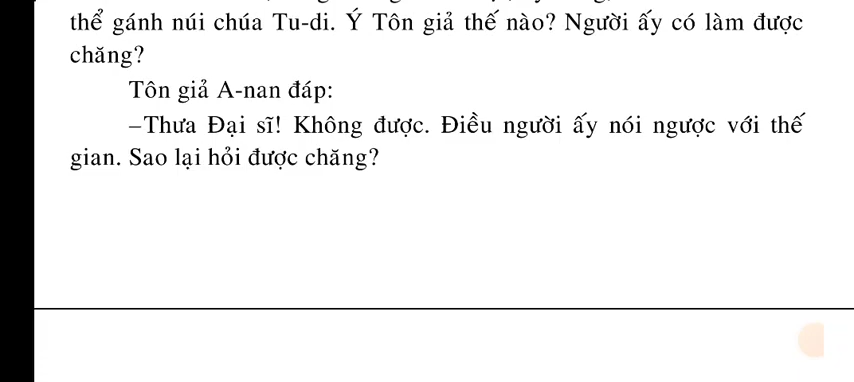 thể gánh núi chúa Tu-di. Ý Tôn giả thế nào? Người ấy có làm được
chăng?
Tôn giả A-nan đáp:
–Thưa Đại sĩ! Không được. Điều người ấy nói ngược với thế
gian. Sao lại hỏi được chăng?